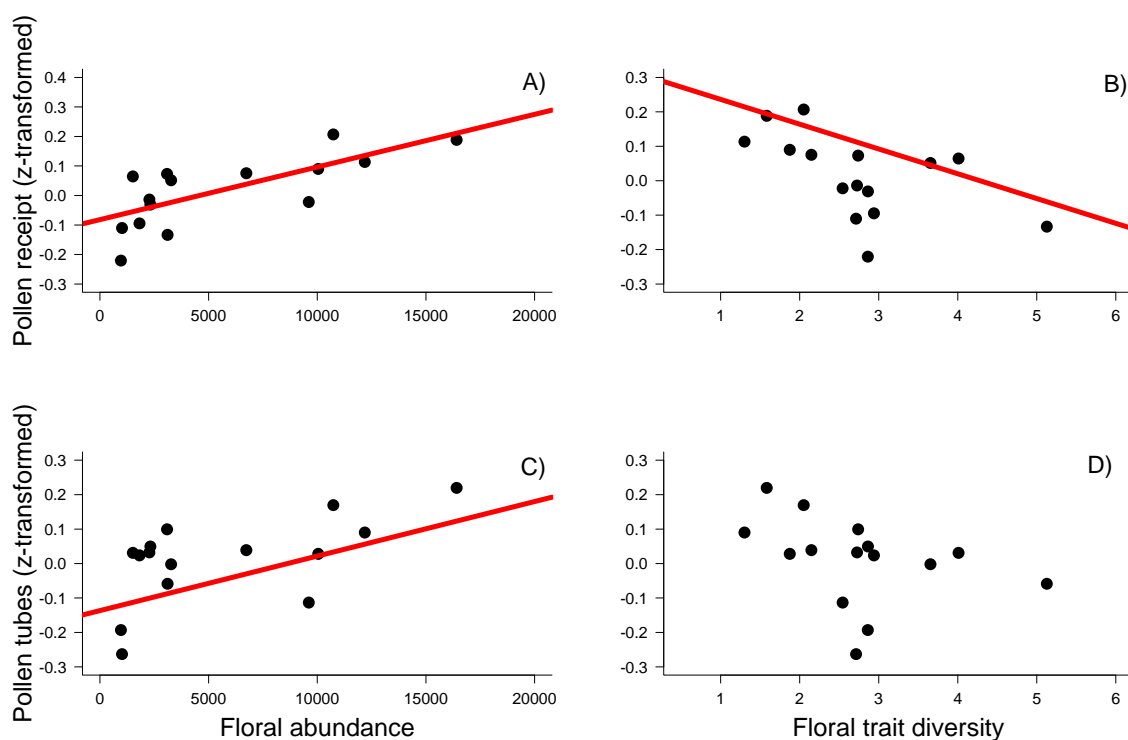 Pollen receipt (z-transformed)
A)
0.4
0.3
0.2
0.1
0.0
-0.1
-0.2
-0.3
0 5000 10000 15000 20000
B)
0.3
0.2
0.1
0.0
-0.1
-0.2
-0.3
1 2 3 4 5 6
Pollen tubes (z-transformed)
C)
0.3
0.2
0.1
0.0
-0.1
-0.2
-0.3
0 5000 10000 15000 20000
Floral abundance
D)
0.3
0.2
0.1
0.0
-0.1
-0.2
-0.3
1 2 3 4 5 6
Floral trait diversity